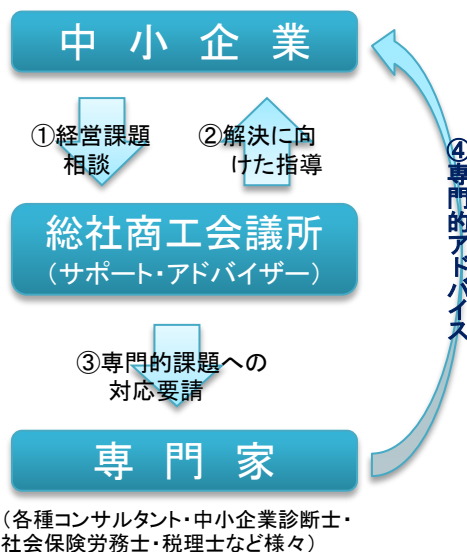 中小企業
①経営課題
相談
②解決に向
けた指導
総社商工会議所
（サポート・アドバイザー）
③専門的課題への
対応要請
④専門的アドバイス
専門家
（各種コンサルタント・中小企業診断士・
社会保険労務士・税理士など様々）